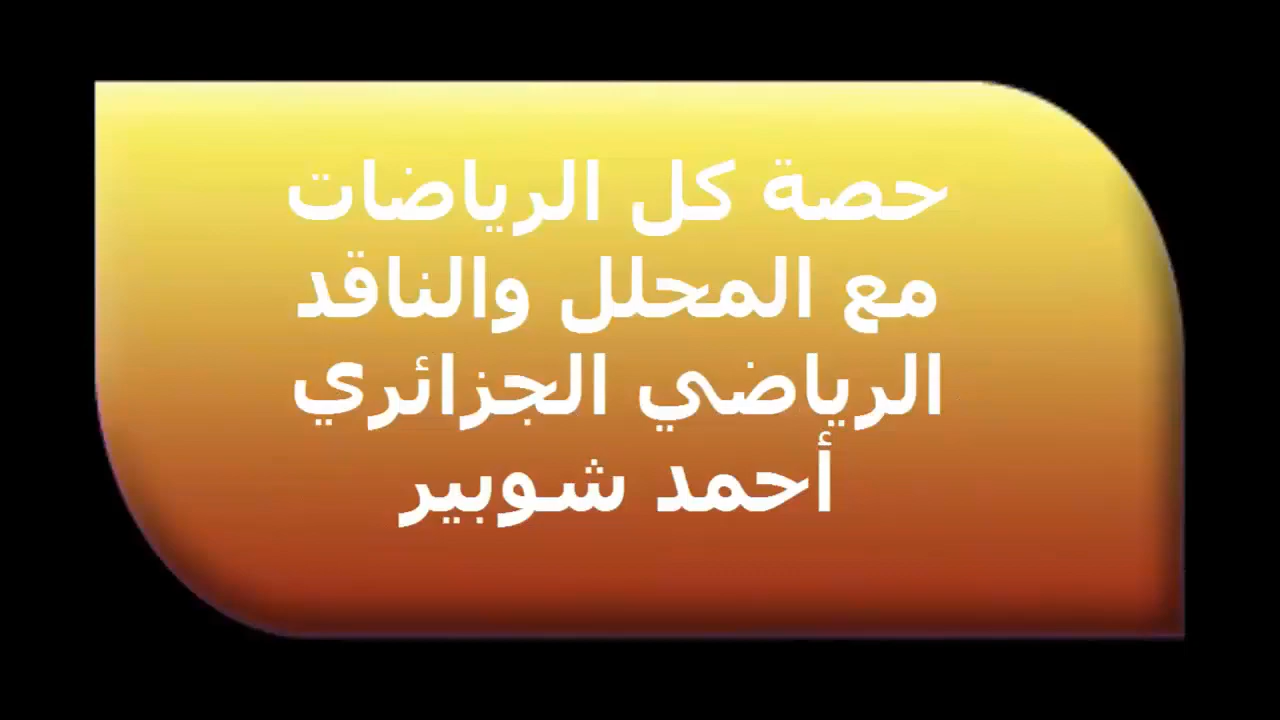 حصة كل الرياضات
مع المحلل والناقد
الرياضي الجزائري
أحمد شوبير